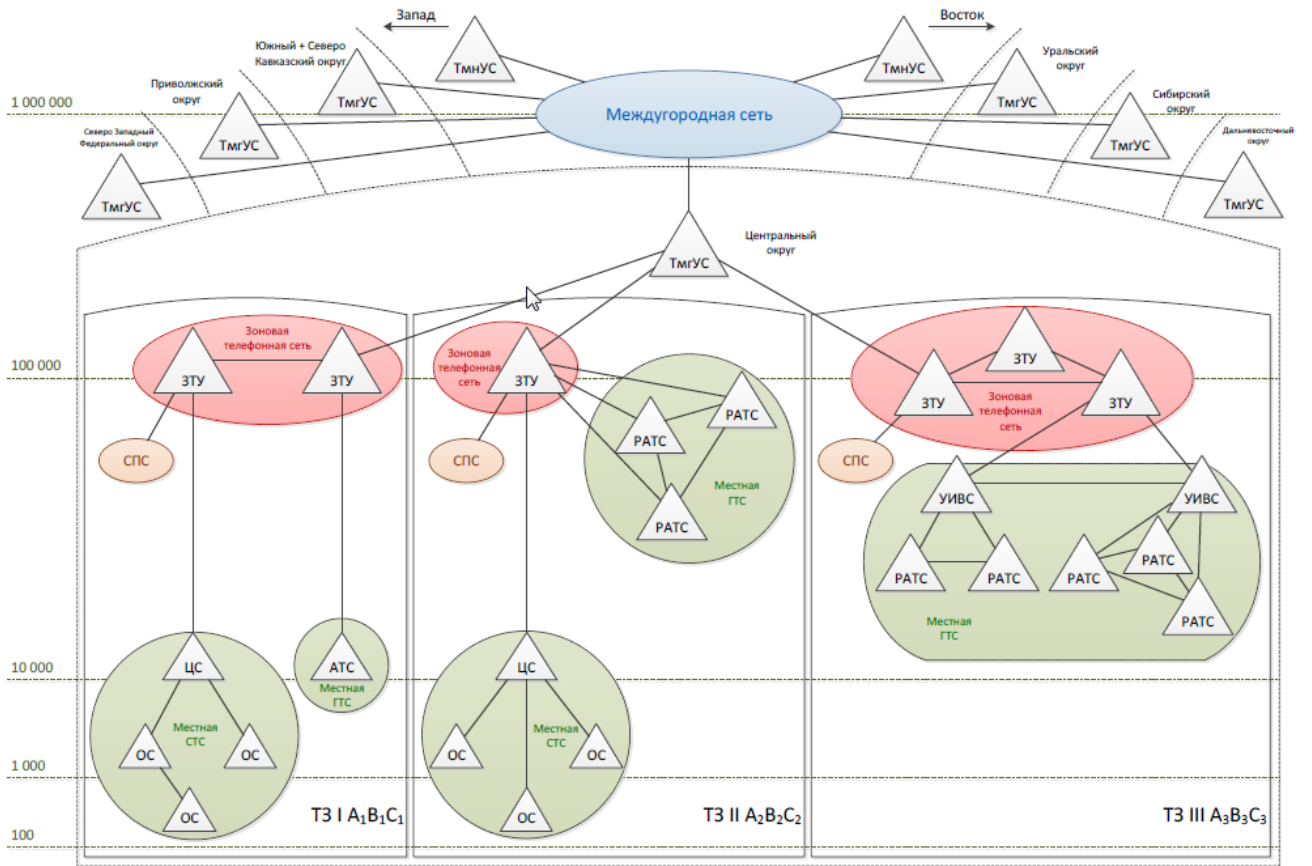 Запад
Восток
Южный + Северо
Кавказский округ
ТмнУС
ТмнУС
Уральский
округ
Приволжский
округ
ТмгУС
ТмгУС
Сибирский
округ
1 000 000
Междугородная сеть
Северо Западный
Федеральный округ
ТмгУС
ТмгУС
Дальневосточный
округ
ТмгУС
ТмгУС
Центральный
округ
ТмгУС
Зоновая
телефонная сеть
ЗТУ
ЗТУ
Зоновая
телефонная
сеть
ЗТУ
ЗТУ
ЗТУ
ЗТУ
Зоновая
телефонная
сеть
100 000
РАТС
РАТС
РАТС
Местная
ГТС
СПС
СПС
СПС
УИВС
УИВС
РАТС
РАТС
РАТС
РАТС
РАТС
Местная
ГТС
10 000
ЦС
АТС
Местная
ГТС
ЦС
Местная
СТС
ОС
ОС
ОС
Местная
СТС
ОС
ОС
ОС
1 000
ТЗ I A₁B₁C₁
ТЗ II A₂B₂C₂
ТЗ III A₃B₃C₃
100